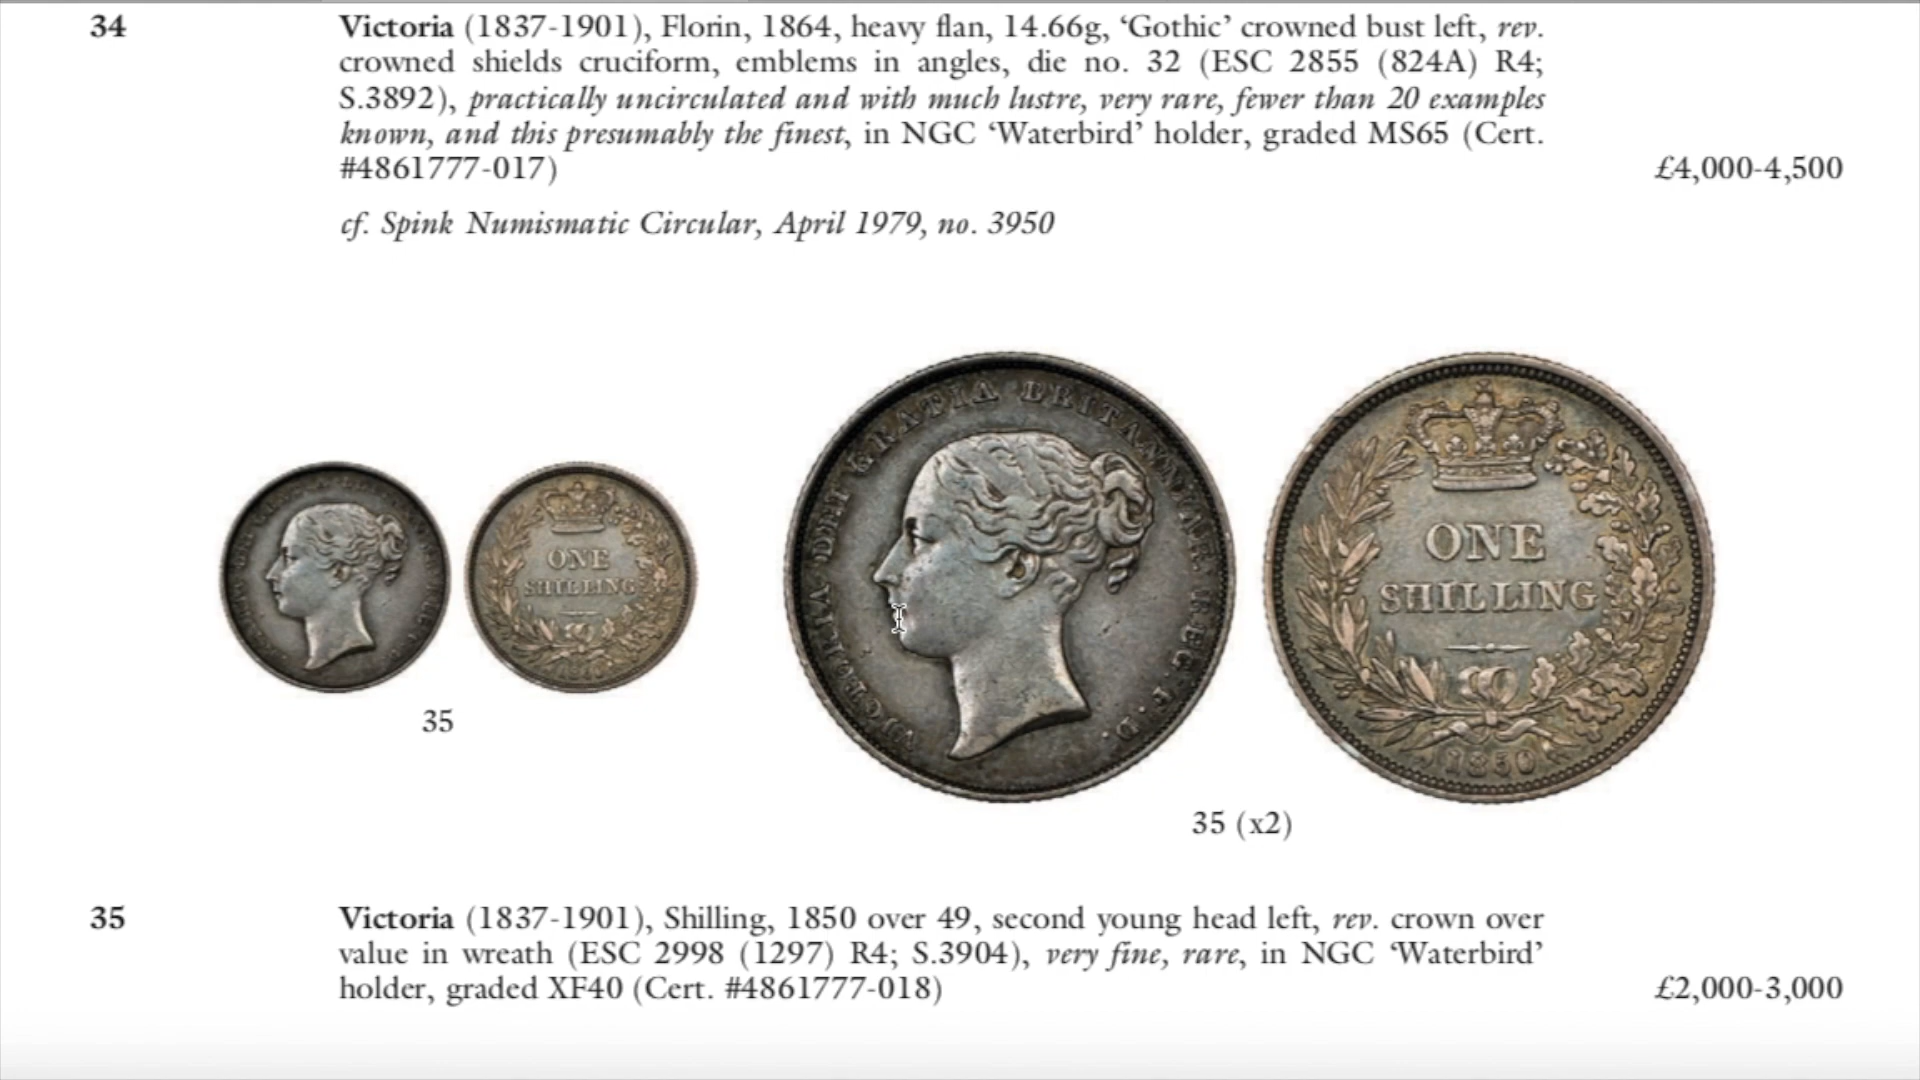 34
Victoria (1837-1901), Florin, 1864, heavy flan, 14.66g, ‘Gothic’ crowned bust left, rev.
crowned shields cruciform, emblems in angles, die no. 32 (ESC 2855 (824A) R4;
S.3892), practically uncirculated and with much lustre, very rare, fewer than 20 examples
known, and this presumably the finest, in NGC ‘Waterbird’ holder, graded MS65 (Cert.
#4861777-017)
£4,000-4,500
cf. Spink Numismatic Circular, April 1979, no. 3950
ONE
SHILLING
35
VICTORIA DEI GRATIA BRITANNIAR: REG: F: D:
ONE
SHILLING
1850
35 (x2)
35
Victoria (1837-1901), Shilling, 1850 over 49, second young head left, rev. crown over
value in wreath (ESC 2998 (1297) R4; S.3904), very fine, rare, in NGC ‘Waterbird’
holder, graded XF40 (Cert. #4861777-018)
£2,000-3,000